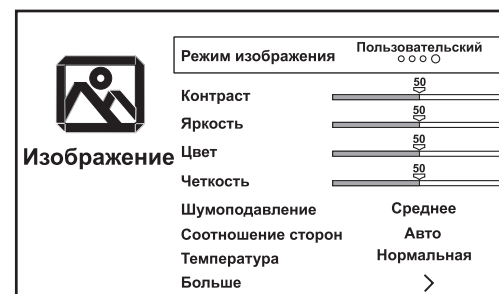 Изображение
Режим изображения Пользовательский
Контраст 50
Яркость 50
Цвет 50
Четкость 50
Шумоподавление Среднее
Соотношение сторон Авто
Температура Нормальная
Больше >